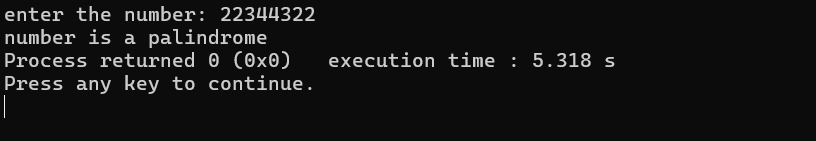 enter the number: 22344322
number is a palindrome
Process returned 0 (0x0)   execution time : 5.318 s
Press any key to continue.